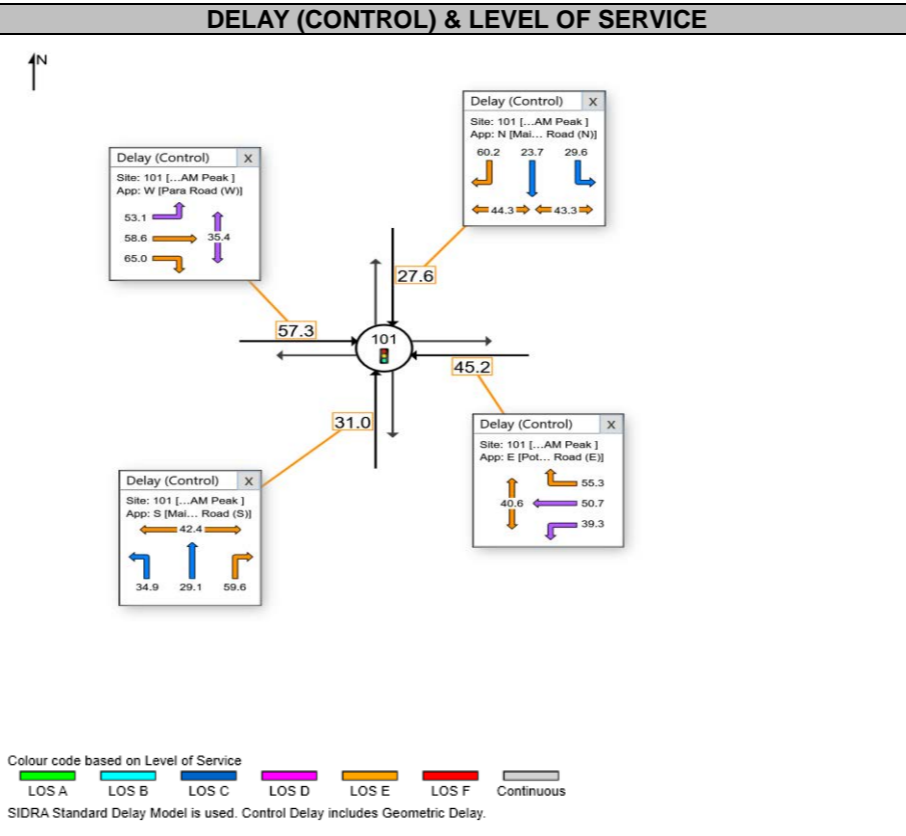 DELAY (CONTROL) & LEVEL OF SERVICE
N
Delay (Control) X
Site: 101 [...AM Peak ]
App: N [Mai... Road (N)]
60.2 23.7 29.6
44.3 43.3
Delay (Control) X
Site: 101 [...AM Peak ]
App: W [Para Road (W)]
53.1
35.4
58.6
65.0
27.6
57.3
101
45.2
31.0
Delay (Control) X
Site: 101 [...AM Peak ]
App: E [Pot... Road (E)]
55.3
40.6 50.7
39.3
Delay (Control) X
Site: 101 [...AM Peak ]
App: S [Mai... Road (S)]
42.4
34.9 29.1 59.6
Colour code based on Level of Service
LOS A LOS B LOS C LOS D LOS E LOS F Continuous
SIDRA Standard Delay Model is used. Control Delay includes Geometric Delay.